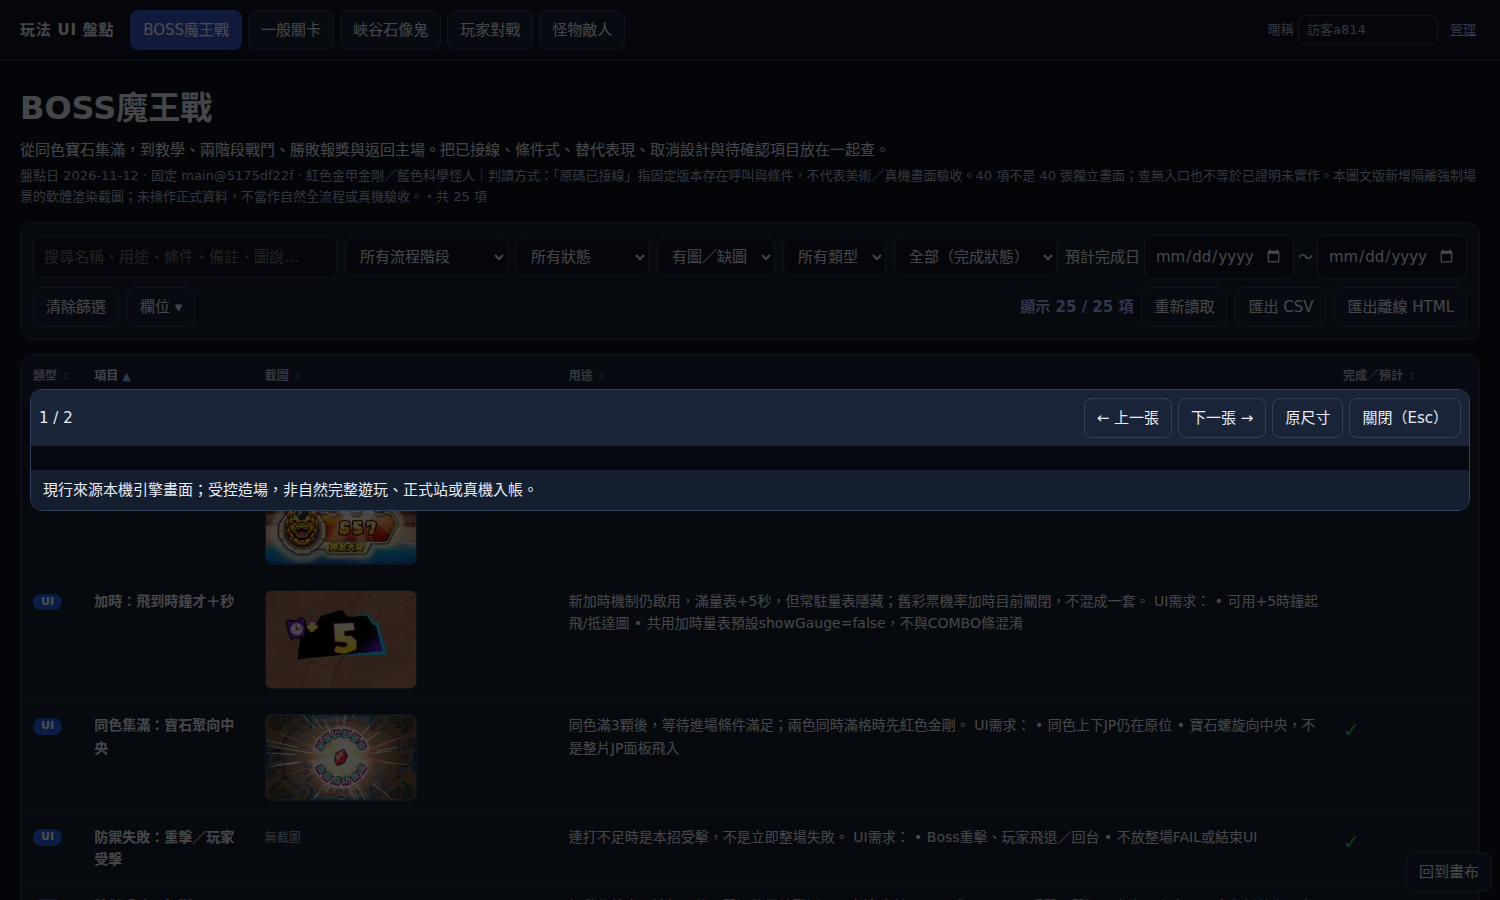 玩法 UI 盤點
BOSS魔王戰
一般關卡
峽谷石像鬼
玩家對戰
怪物敵人
暱稱
訪客a814
管理
BOSS魔王戰
從同色寶石集滿，到教學、兩階段戰鬥、勝敗報獎與返回主場。把已接線、條件式、替代表現、取消設計與待確認項目放在一起查。
盤點日 2026-11-12 · 固定 main@5175df22f · 紅色金甲金剛／藍色科學怪人｜判讀方式：「原碼已接線」指固定版本存在呼叫與條件，不代表美術／真機畫面驗收。40 項不是 40 張獨立畫面；查無入口也不等於已證明未實作。本圖文版新增隔離強制場
景的軟體渲染截圖；未操作正式資料，不當作自然全流程或真機驗收。・共 25 項
搜尋名稱、用途、條件、備註、圖說…
所有流程階段
所有狀態
有圖／缺圖
所有類型
全部（完成狀態）
預計完成日
mm/dd/yyyy
～
mm/dd/yyyy
清除篩選
欄位 ▾
顯示 25 / 25 項
重新讀取
匯出 CSV
匯出離線 HTML
類型 ↕
項目 ▲
截圖 ↕
用途 ↕
完成／預計 ↕
1 / 2
← 上一張
下一張 →
原尺寸
關閉（Esc）
現行來源本機引擎畫面；受控造場，非自然完整遊玩、正式站或真機入帳。
657
UI
加時：飛到時鐘才＋秒
+5
新加時機制仍啟用，滿量表+5秒，但常駐量表隱藏；舊彩票機率加時目前關閉，不混成一套。 UI需求： • 可用+5時鐘起
飛/抵達圖 • 共用加時量表預設showGauge=false，不與COMBO條混淆
UI
同色集滿：寶石聚向中
央
同色滿3顆後，等待進場條件滿足；兩色同時滿格時先紅色金剛。 UI需求： • 同色上下JP仍在原位 • 寶石螺旋向中央，不
是整片JP面板飛入
✓
UI
防禦失敗：重擊／玩家
受擊
無截圖
連打不足時是本招受擊，不是立即整場失敗。 UI需求： • Boss重擊、玩家飛退／回台 • 不放整場FAIL或結束UI
✓
回到畫布